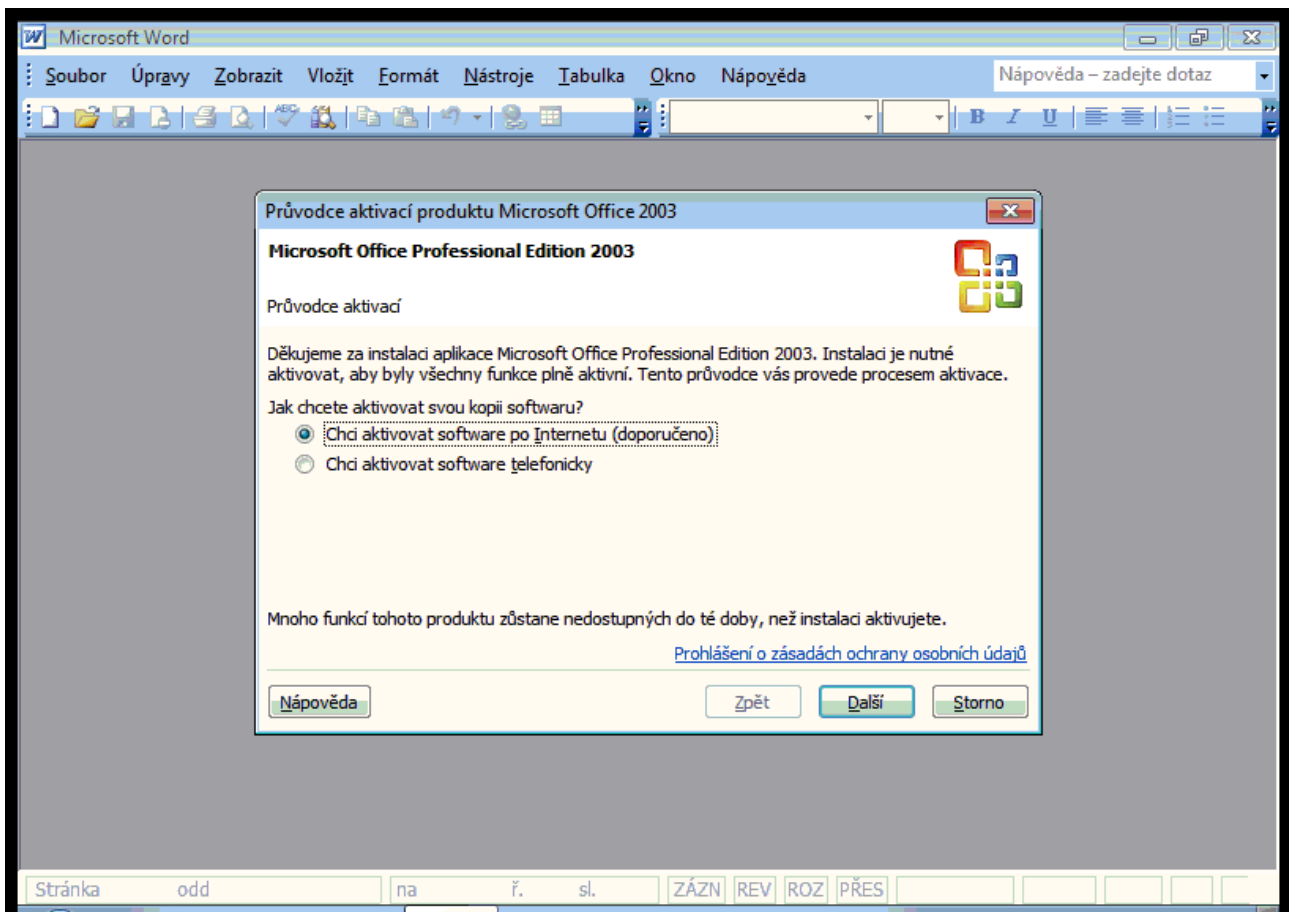 Microsoft Word
Soubor Úpravy Zobrazit Vložit Formát Nástroje Tabulka Okno Nápověda Nápověda – zadejte dotaz
ABC B I U
Průvodce aktivací produktu Microsoft Office 2003
Microsoft Office Professional Edition 2003
Průvodce aktivací
Děkujeme za instalaci aplikace Microsoft Office Professional Edition 2003. Instalaci je nutné
aktivovat, aby byly všechny funkce plně aktivní. Tento průvodce vás provede procesem aktivace.
Jak chcete aktivovat svou kopii softwaru?
Chci aktivovat software po Internetu (doporučeno)
Chci aktivovat software telefonicky
Mnoho funkcí tohoto produktu zůstane nedostupných do té doby, než instalaci aktivujete.
Prohlášení o zásadách ochrany osobních údajů
Nápověda Zpět Další Storno
Stránka odd na ř. sl. ZÁZN REV ROZ PŘES